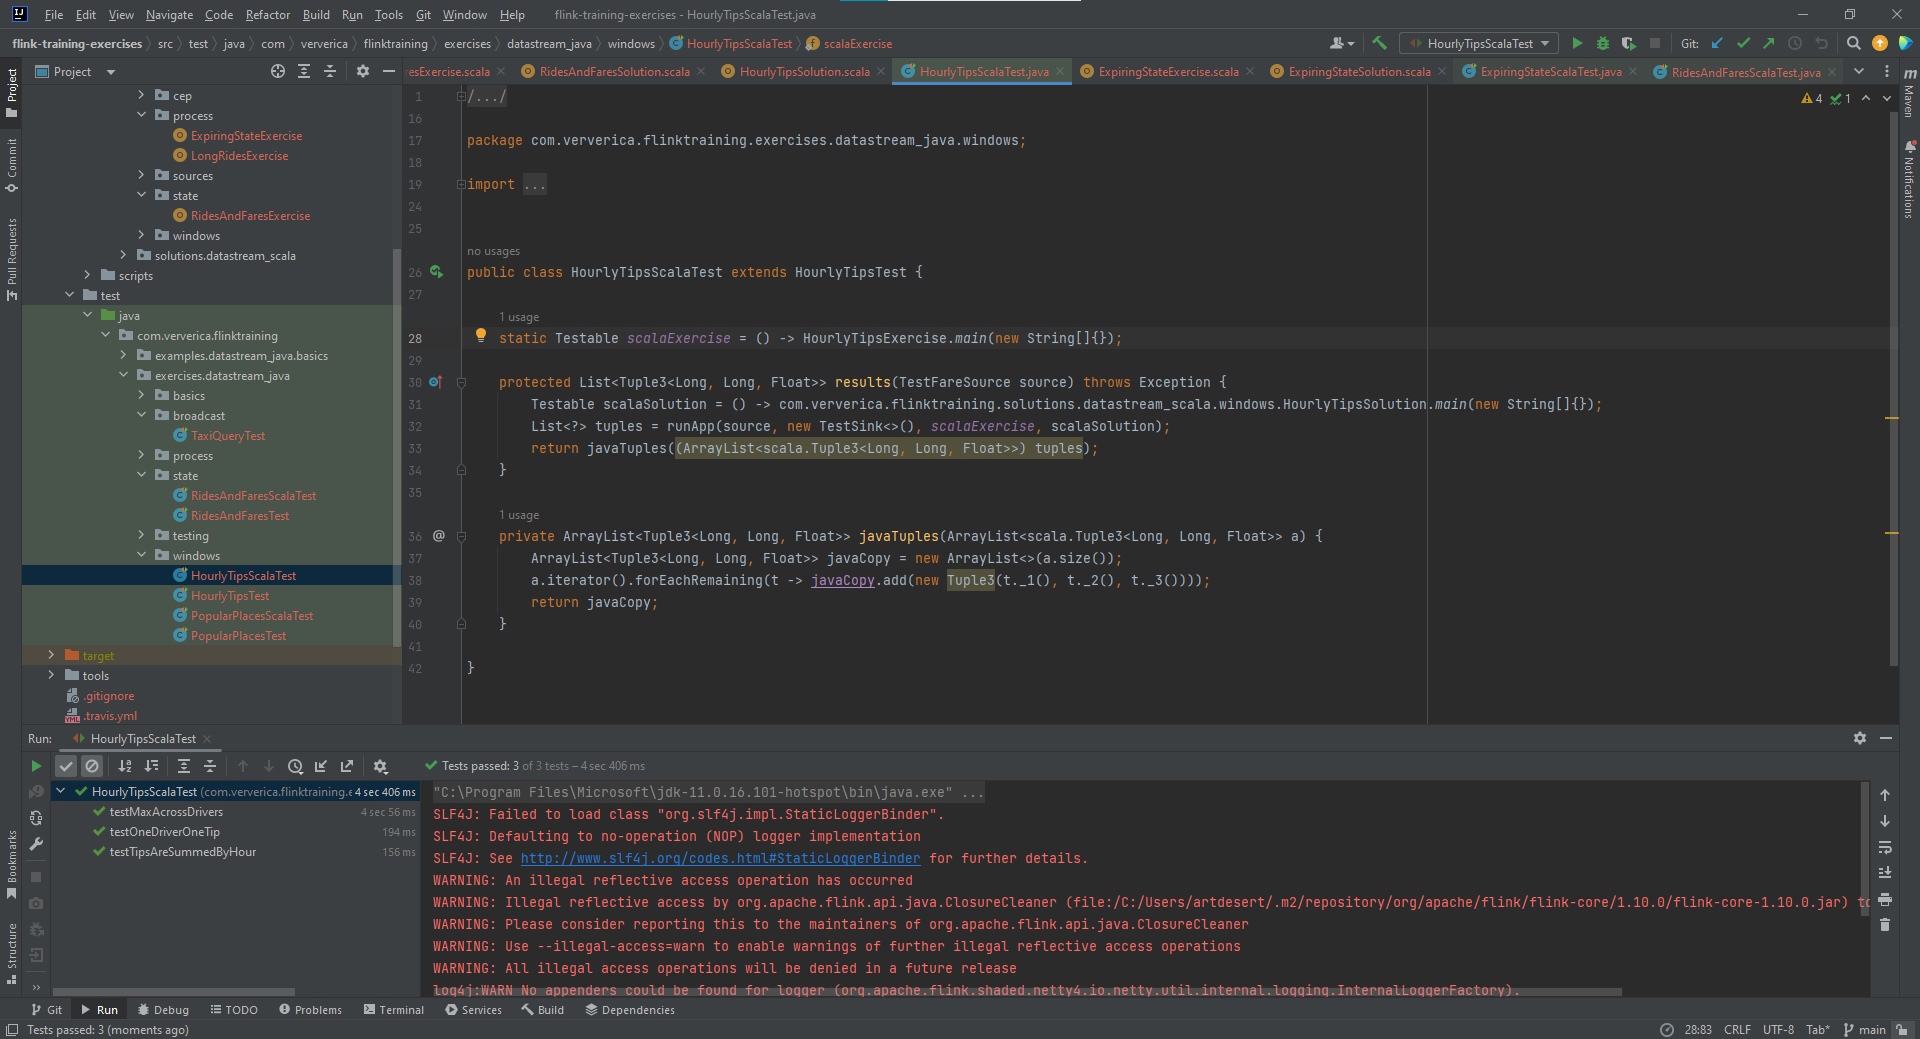 File Edit View Navigate Code Refactor Build Run Tools Git Window Help flink-training-exercises - HourlyTipsScalaTest.java
flink-training-exercises src test java com ververica flinktraining exercises datastream_java windows HourlyTipsScalaTest scalaExercise HourlyTipsScalaTest Git:
Project
resExercise.scala RidesAndFaresSolution.scala HourlyTipsSolution.scala HourlyTipsScalaTest.java ExpiringStateExercise.scala ExpiringStateSolution.scala ExpiringStateScalaTest.java RidesAndFaresScalaTest.java
Project
Commit
Pull Requests
Bookmarks
Structure
cep
process
ExpiringStateExercise
LongRidesExercise
sources
state
RidesAndFaresExercise
windows
solutions.datastream_scala
scripts
test
java
com.ververica.flinktraining
examples.datastream_java.basics
exercises.datastream_java
basics
broadcast
TaxiQueryTest
process
state
RidesAndFaresScalaTest
RidesAndFaresTest
testing
windows
HourlyTipsScalaTest
HourlyTipsTest
PopularPlacesScalaTest
PopularPlacesTest
target
tools
.gitignore
.travis.yml
4 1
1 /.../
16
17 package com.ververica.flinktraining.exercises.datastream_java.windows;
18
19 import ...
24
25
no usages
26 public class HourlyTipsScalaTest extends HourlyTipsTest {
27
1 usage
28 static Testable scalaExercise = () -> HourlyTipsExercise.main(new String[]{});
29
30 protected List<Tuple3<Long, Long, Float>> results(TestFareSource source) throws Exception {
31 Testable scalaSolution = () -> com.ververica.flinktraining.solutions.datastream_scala.windows.HourlyTipsSolution.main(new String[]{});
32 List<?> tuples = runApp(source, new TestSink<>(), scalaExercise, scalaSolution);
33 return javaTuples((ArrayList<scala.Tuple3<Long, Long, Float>>) tuples);
34 }
35
1 usage
36 @ private ArrayList<Tuple3<Long, Long, Float>> javaTuples(ArrayList<scala.Tuple3<Long, Long, Float>> a) {
37 ArrayList<Tuple3<Long, Long, Float>> javaCopy = new ArrayList<>(a.size());
38 a.iterator().forEachRemaining(t -> javaCopy.add(new Tuple3(t._1(), t._2(), t._3())));
39 return javaCopy;
40 }
41
42 }
m Maven
Notifications
Run: HourlyTipsScalaTest
Tests passed: 3 of 3 tests – 4 sec 406 ms
HourlyTipsScalaTest (com.ververica.flinktraining.e 4 sec 406 ms
testMaxAcrossDrivers 4 sec 56 ms
testOneDriverOneTip 194 ms
testTipsAreSummedByHour 156 ms
"C:\Program Files\Microsoft\jdk-11.0.16.101-hotspot\bin\java.exe" ...
SLF4J: Failed to load class "org.slf4j.impl.StaticLoggerBinder".
SLF4J: Defaulting to no-operation (NOP) logger implementation
SLF4J: See http://www.slf4j.org/codes.html#StaticLoggerBinder for further details.
WARNING: An illegal reflective access operation has occurred
WARNING: Illegal reflective access by org.apache.flink.api.java.ClosureCleaner (file:/C:/Users/artdesert/.m2/repository/org/apache/flink/flink-core/1.10.0/flink-core-1.10.0.jar) to
WARNING: Please consider reporting this to the maintainers of org.apache.flink.api.java.ClosureCleaner
WARNING: Use --illegal-access=warn to enable warnings of further illegal reflective access operations
WARNING: All illegal access operations will be denied in a future release
log4j:WARN No appenders could be found for logger (org.apache.flink.shaded.netty4.io.netty.util.internal.logging.InternalLoggerFactory).
Git Run Debug TODO Problems Terminal Services Build Dependencies
Tests passed: 3 (moments ago) 28:83 CRLF UTF-8 Tab* main